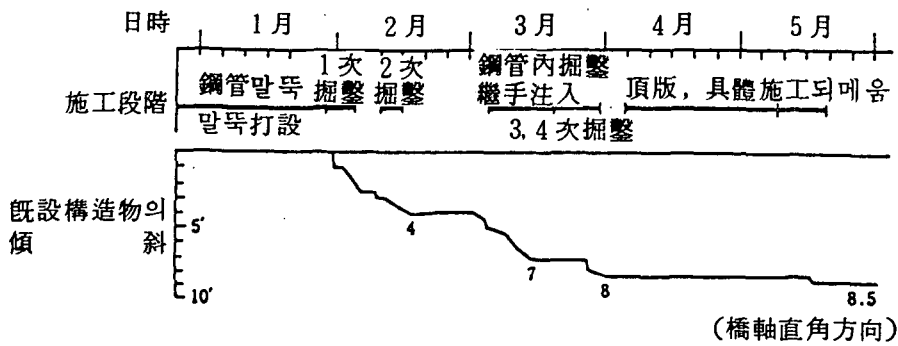 日時 1月 2月 3月 4月 5月
鋼管말뚝 1次掘鑿 2次掘鑿 鋼管內掘鑿 繼手注入 頂版, 具體施工되메움
施工段階
말뚝打設 3,4次掘鑿
旣設構造物의
傾斜
5′
10′
4
7
8
8.5
(橋軸直角方向)